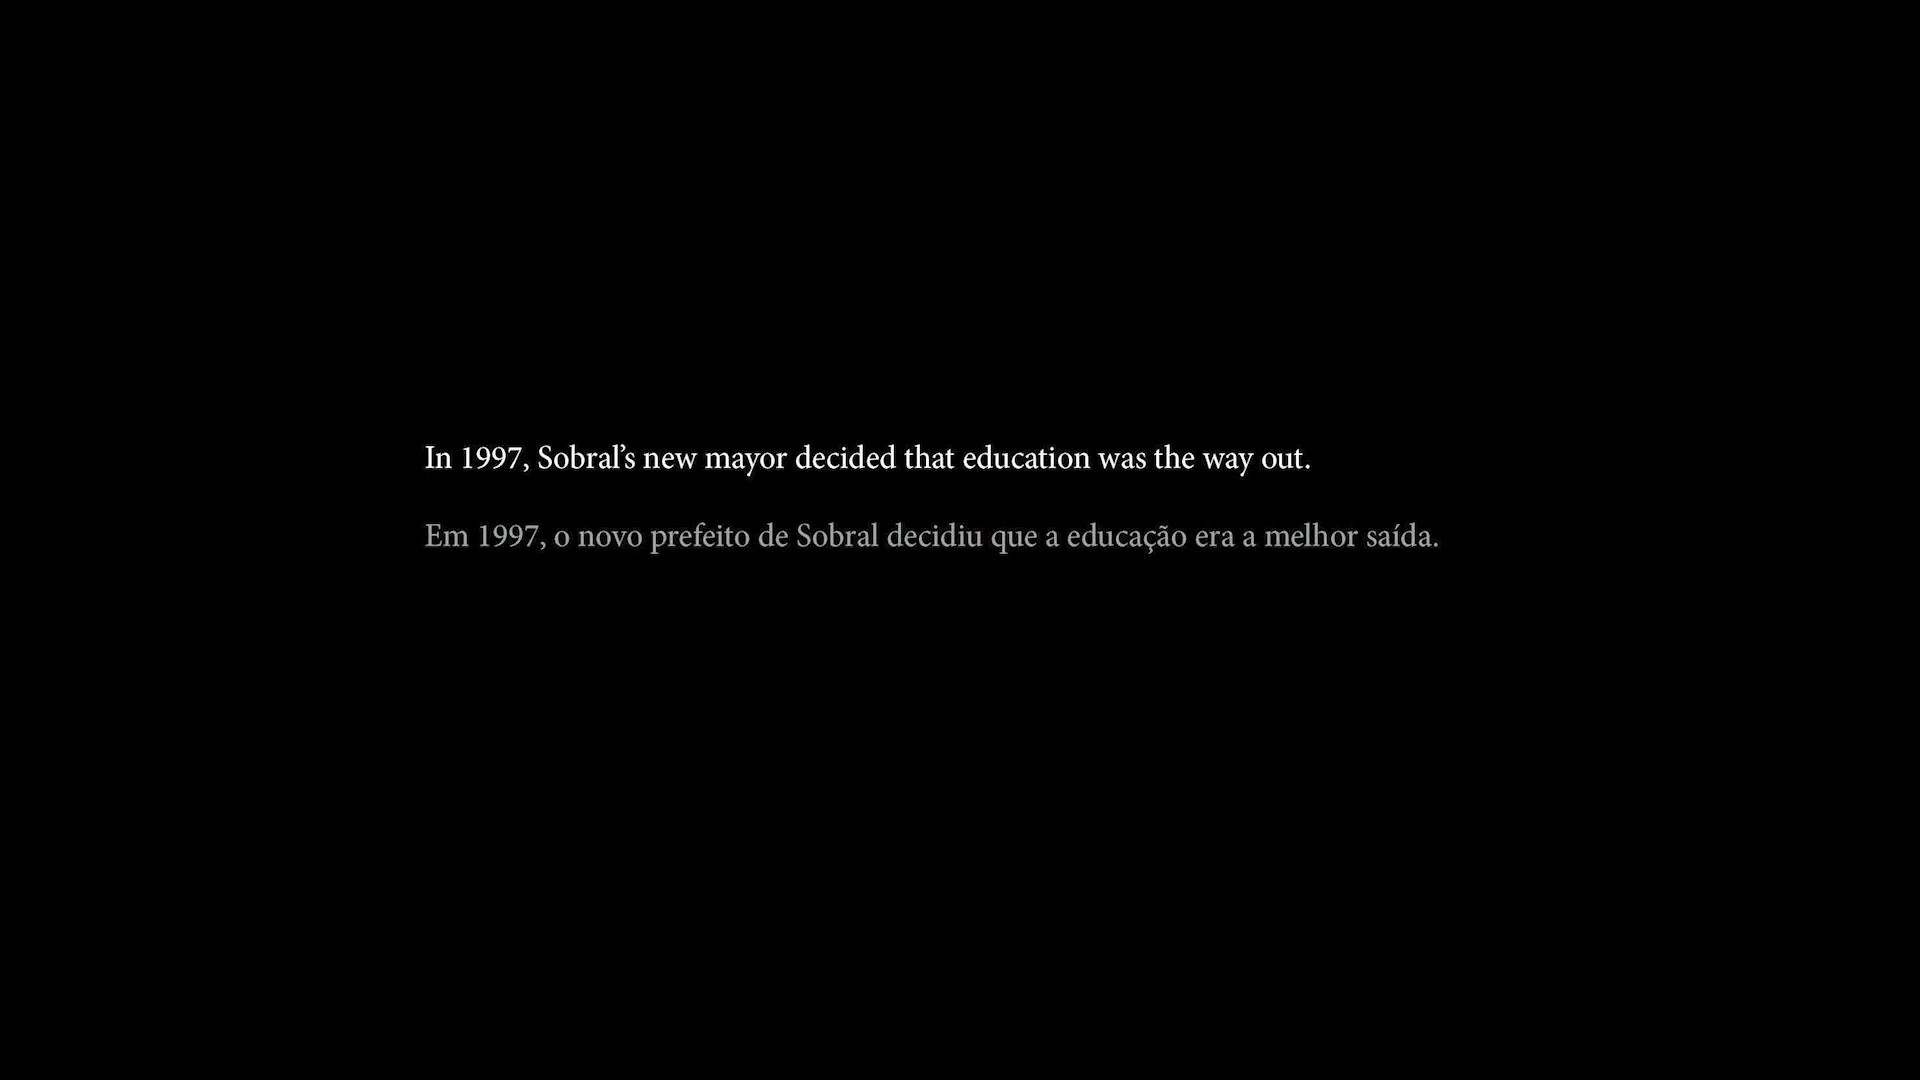 In 1997, Sobral’s new mayor decided that education was the way out.
Em 1997, o novo prefeito de Sobral decidiu que a educação era a melhor saída.